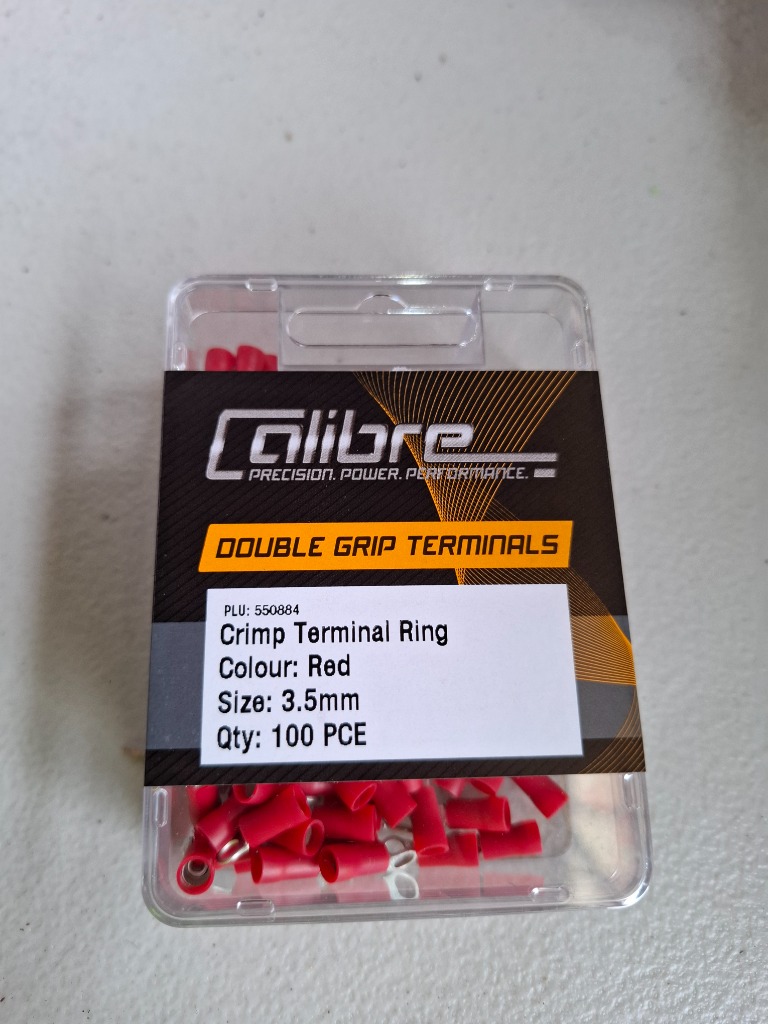 Calibre
PRECISION. POWER. PERFORMANCE.
DOUBLE GRIP TERMINALS
PLU: 550884
Crimp Terminal Ring
Colour: Red
Size: 3.5mm
Qty: 100 PCE